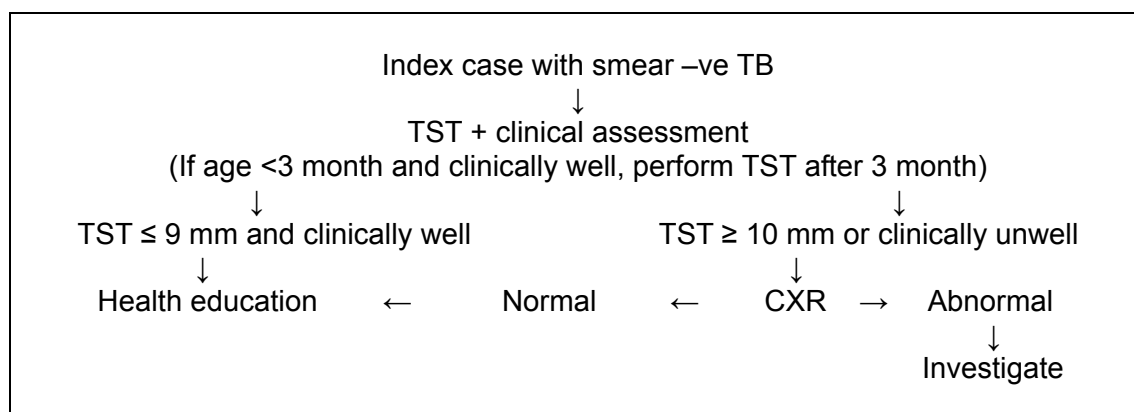 Index case with smear –ve TB
↓
TST + clinical assessment
(If age <3 month and clinically well, perform TST after 3 month)
↓ ↓
TST ≤ 9 mm and clinically well TST ≥ 10 mm or clinically unwell
↓ ↓
Health education ← Normal ← CXR → Abnormal
↓
Investigate